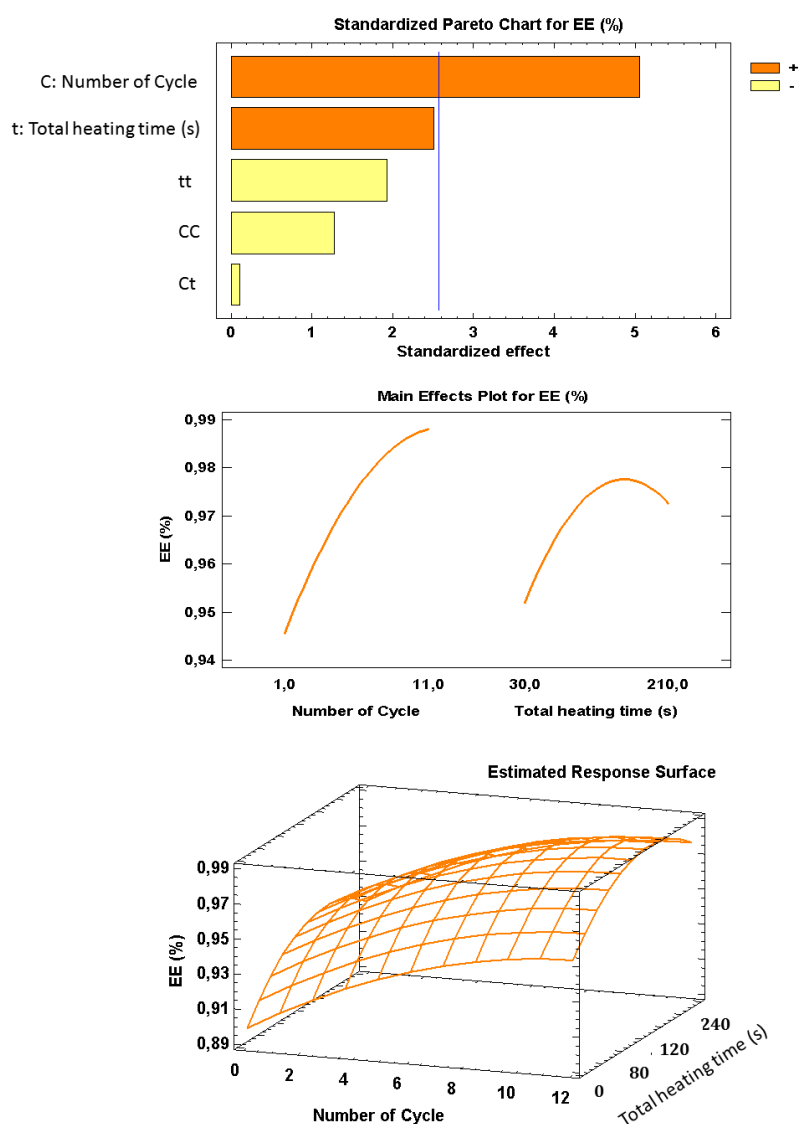 Standardized Pareto Chart for EE (%)
C: Number of Cycle
+
-
t: Total heating time (s)
tt
CC
Ct
0 1 2 3 4 5 6
Standardized effect
Main Effects Plot for EE (%)
0,99
0,98
0,97
0,96
0,95
0,94
EE (%)
1,0 11,0 30,0 210,0
Number of Cycle Total heating time (s)
Estimated Response Surface
0,99
0,97
0,95
0,93
0,91
0,89
EE (%)
0 2 4 6 8 10 12
Number of Cycle
0 80 120 240
Total heating time (s)